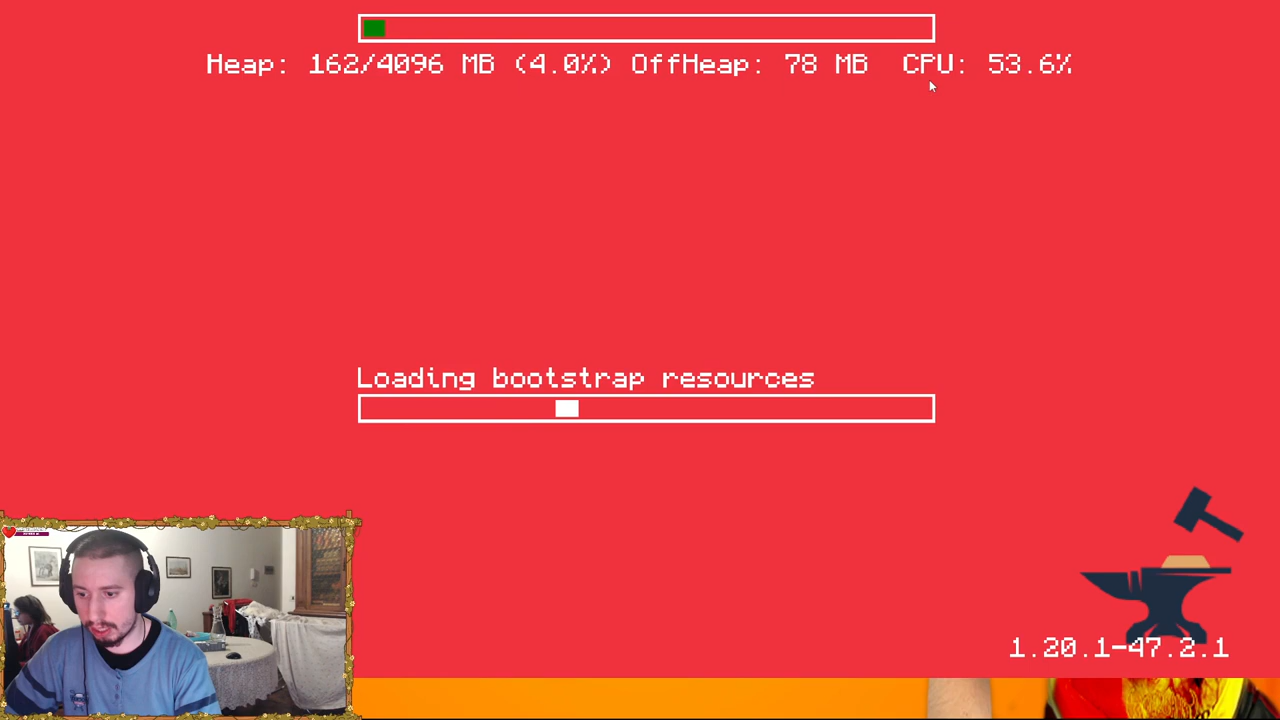 Heap: 162/4096 MB (4.0%) OffHeap: 78 MB  CPU: 53.6%
Loading bootstrap resources
1.20.1-47.2.1